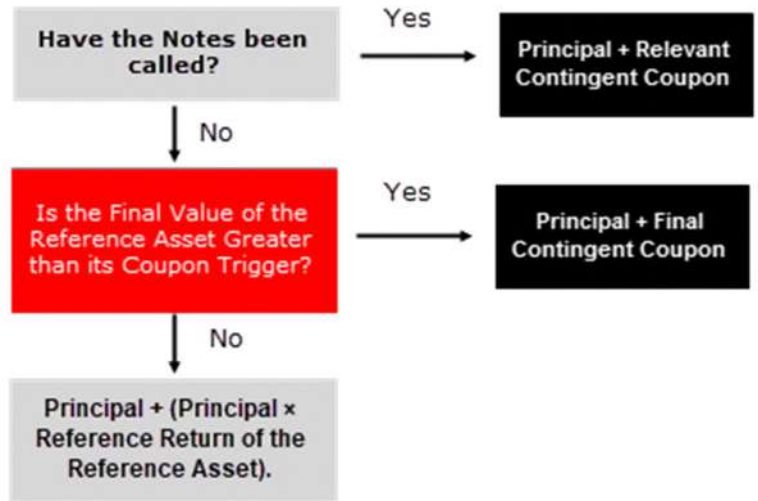 Have the Notes been
called?
Yes
Principal + Relevant
Contingent Coupon
No
Is the Final Value of the
Reference Asset Greater
than its Coupon Trigger?
Yes
Principal + Final
Contingent Coupon
No
Principal + (Principal ×
Reference Return of the
Reference Asset).